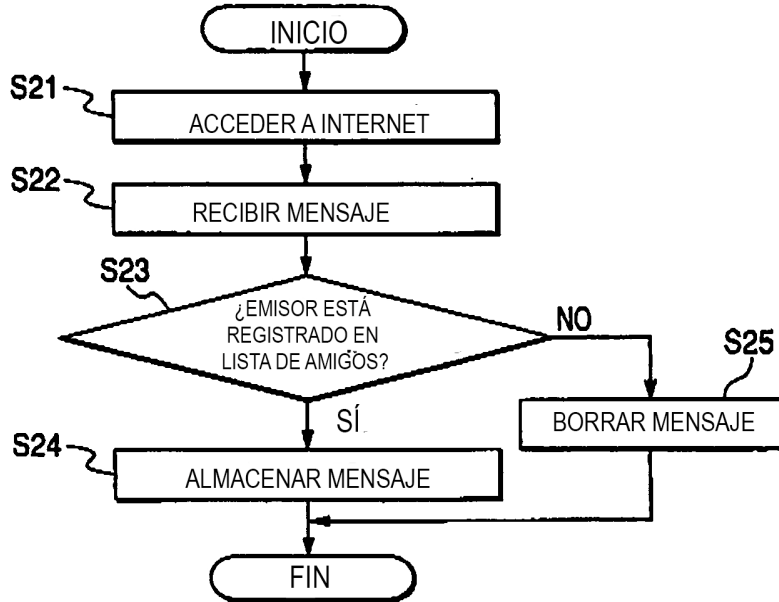 INICIO
S21
ACCEDER A INTERNET
S22
RECIBIR MENSAJE
S23
¿EMISOR ESTÁ
REGISTRADO EN
LISTA DE AMIGOS?
NO
S25
BORRAR MENSAJE
SÍ
S24
ALMACENAR MENSAJE
FIN